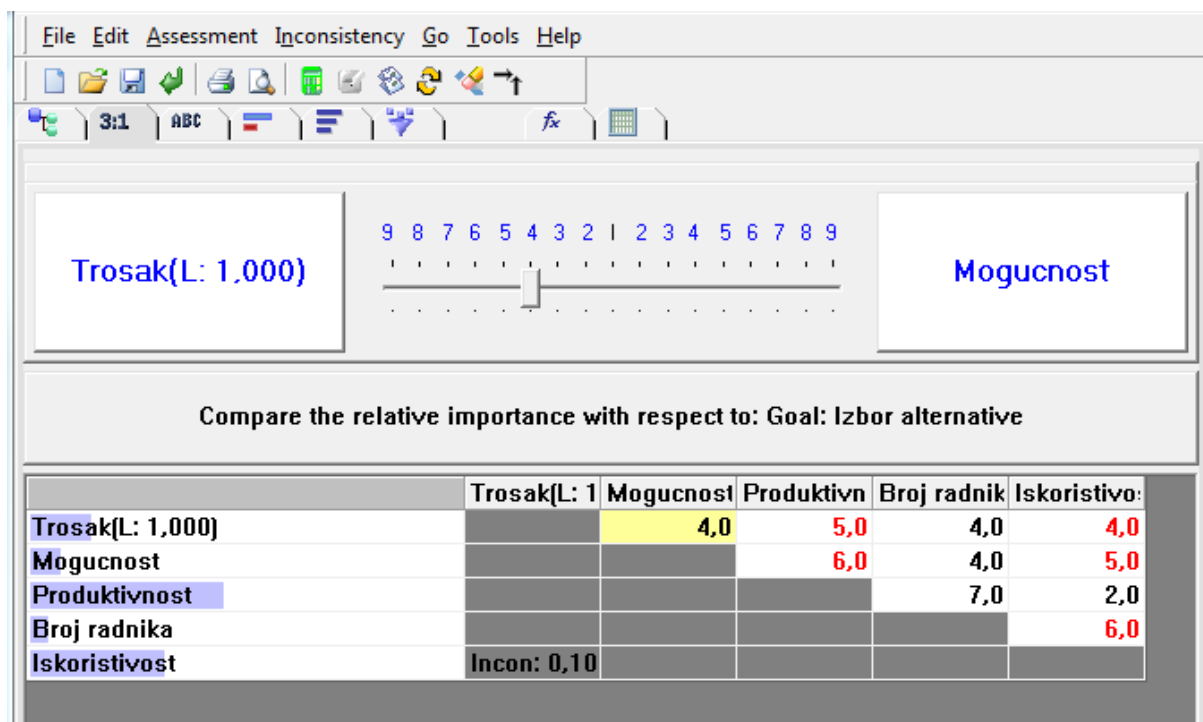 File Edit Assessment Inconsistency Go Tools Help
3:1 ABC fx
9 8 7 6 5 4 3 2 1 2 3 4 5 6 7 8 9
Trosak(L: 1,000)
Mogucnost
Compare the relative importance with respect to: Goal: Izbor alternative
Trosak(L: 1 Mogucnost Produktivn Broj radnik Iskoristivo
Trosak(L: 1,000) 4,0 5,0 4,0 4,0
Mogucnost 6,0 4,0 5,0
Produktivnost 7,0 2,0
Broj radnika 6,0
Iskoristivost Incon: 0,10